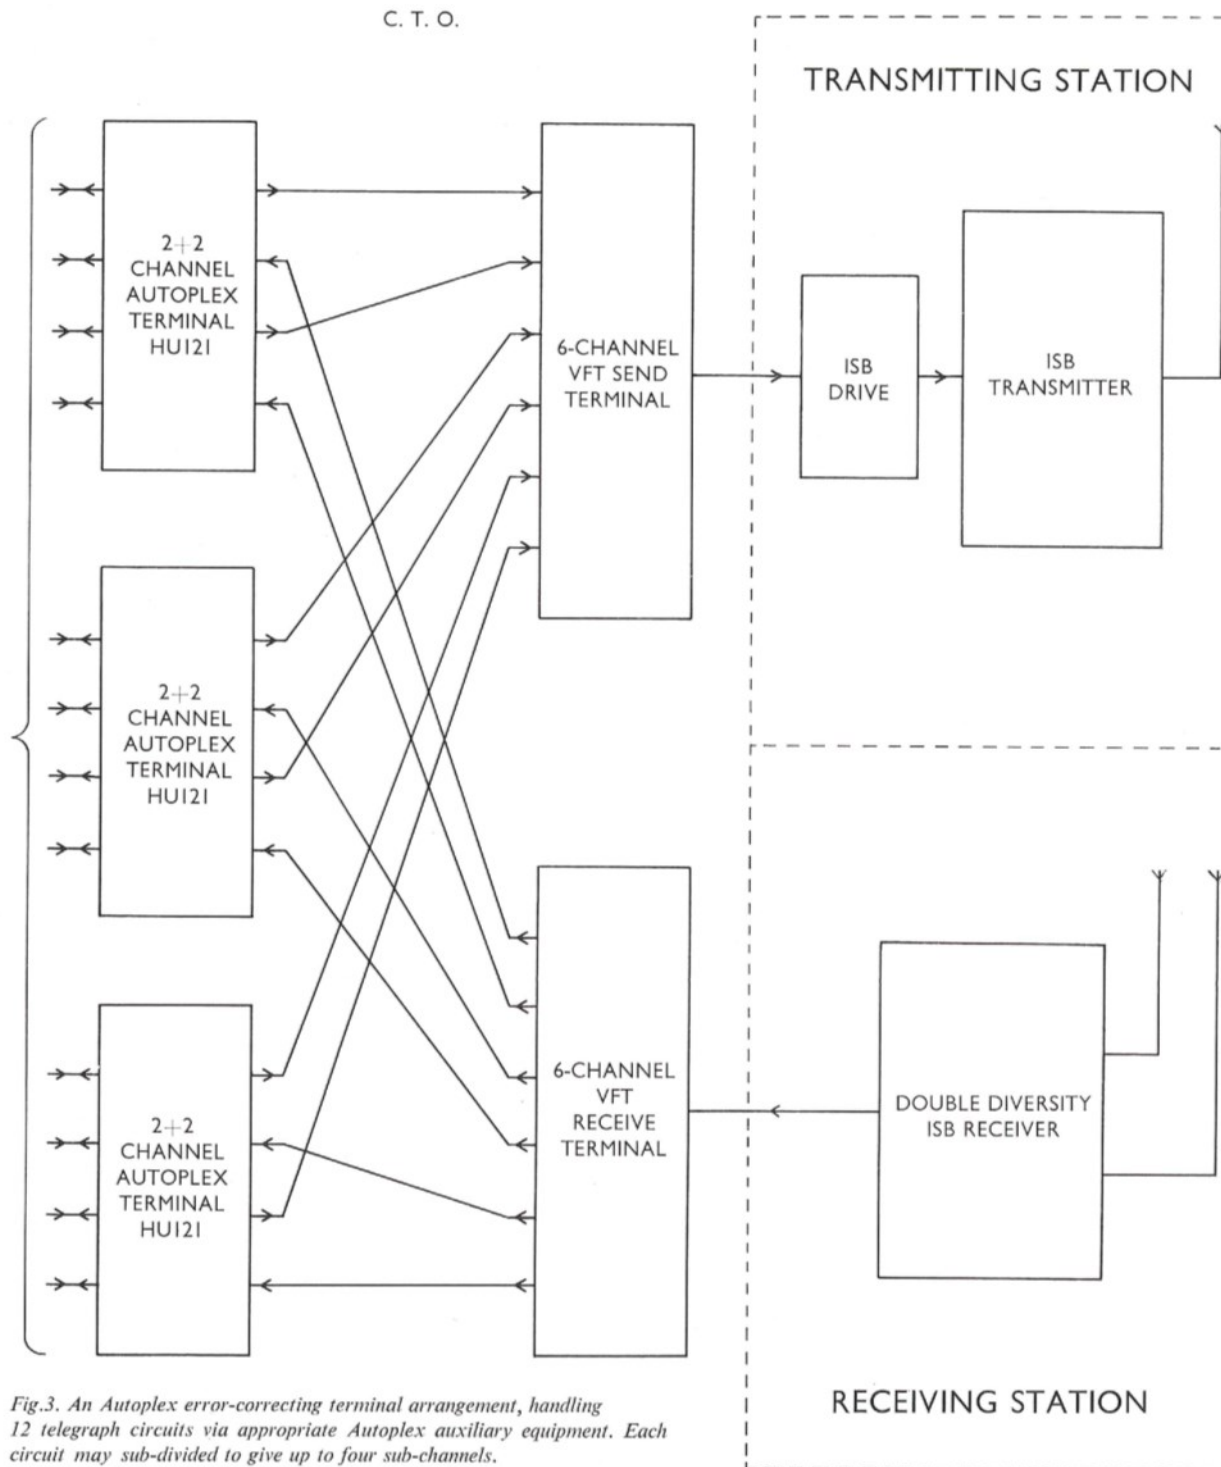 C. T. O.
TRANSMITTING STATION
2+2
CHANNEL
AUTOPLEX
TERMINAL
HU121
6-CHANNEL
VFT SEND
TERMINAL
ISB
DRIVE
ISB
TRANSMITTER
2+2
CHANNEL
AUTOPLEX
TERMINAL
HU121
2+2
CHANNEL
AUTOPLEX
TERMINAL
HU121
6-CHANNEL
VFT
RECEIVE
TERMINAL
DOUBLE DIVERSITY
ISB RECEIVER
RECEIVING STATION
Fig.3. An Autoplex error-correcting terminal arrangement, handling
12 telegraph circuits via appropriate Autoplex auxiliary equipment. Each
circuit may sub-divided to give up to four sub-channels.